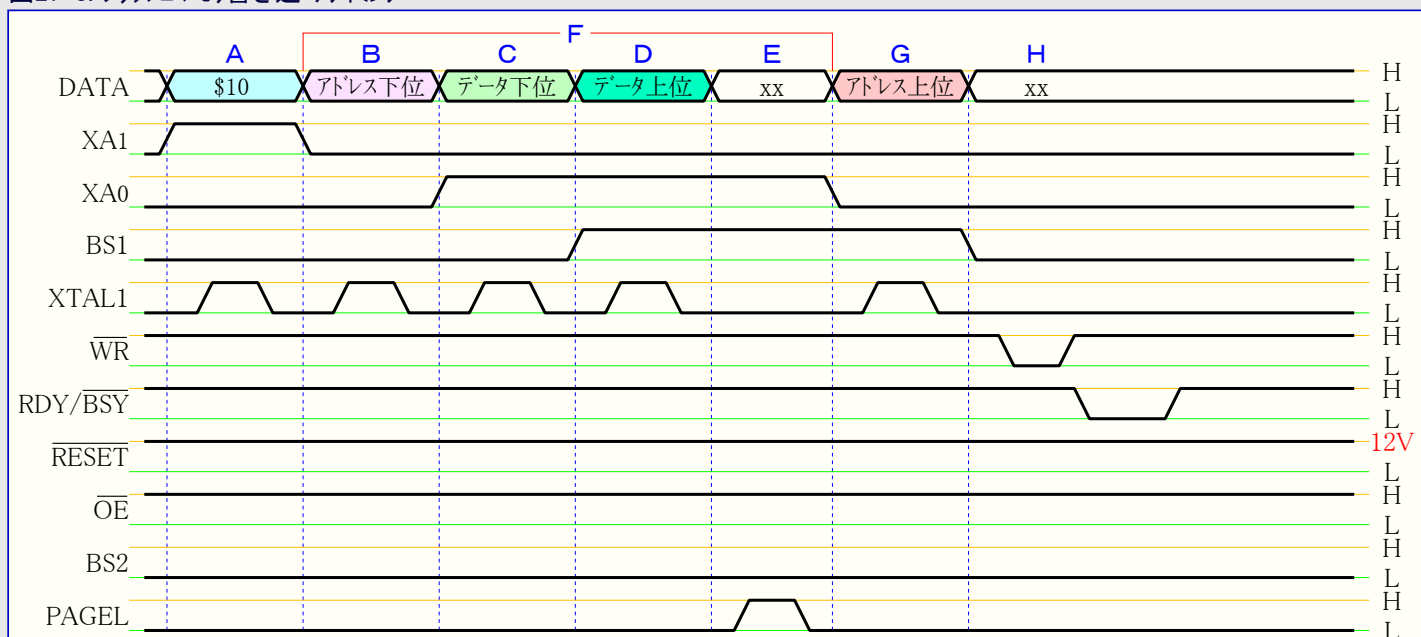 F
A B C D E G H
DATA $10 アドレス下位 データ下位 データ上位 xx アドレス上位 xx H
L
XA1 H
L
XA0 H
L
BS1 H
L
XTAL1 H
L
WR H
L
RDY/BSY H
L
RESET 12V
L
OE H
L
BS2 H
L
PAGEL H
L